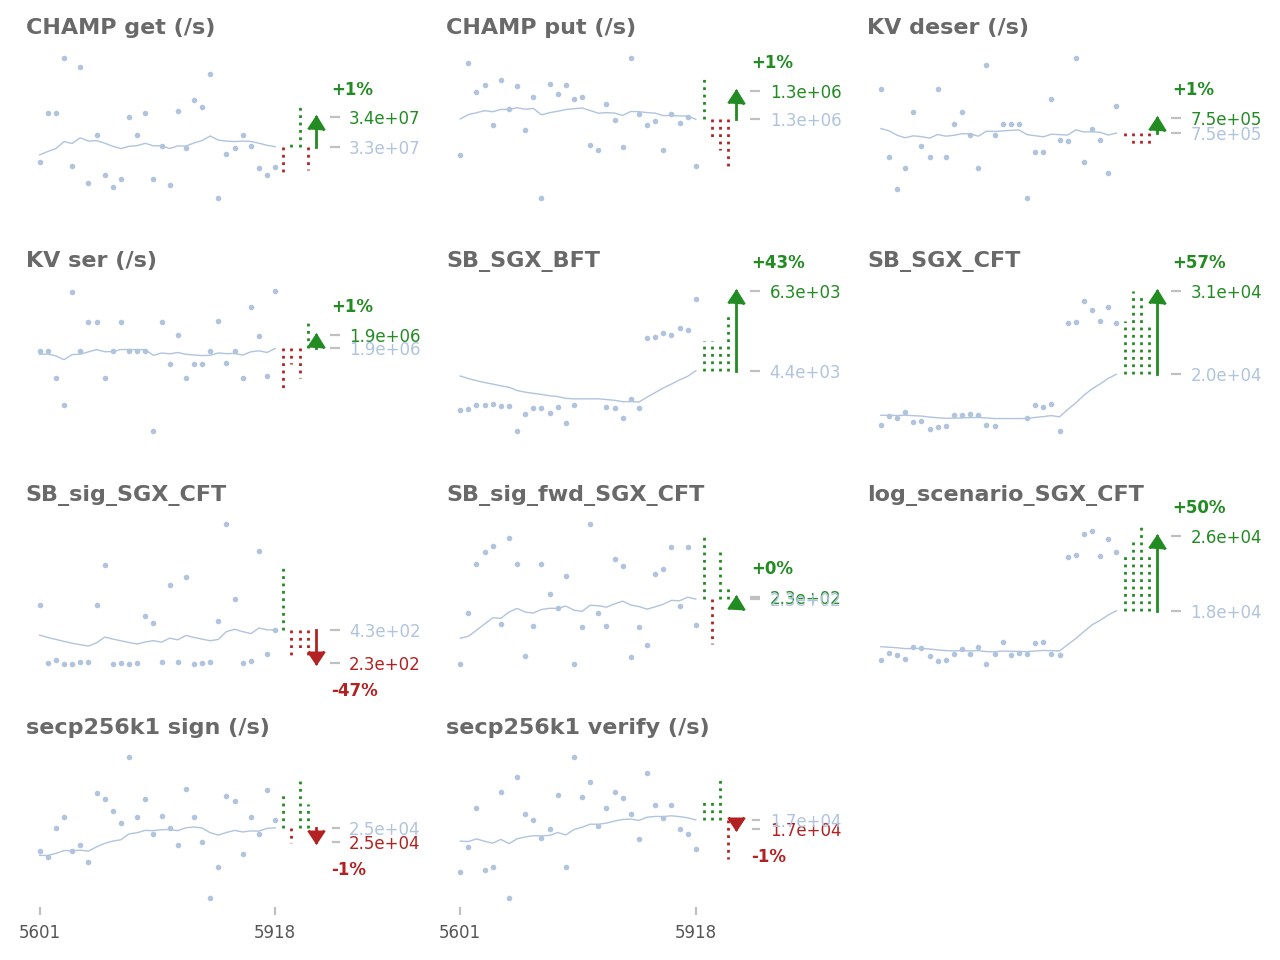 CHAMP get (/s)
+1%
3.4e+07
3.3e+07
CHAMP put (/s)
+1%
1.3e+06
1.3e+06
KV deser (/s)
+1%
7.5e+05
7.5e+05
KV ser (/s)
+1%
1.9e+06
1.9e+06
SB_SGX_BFT
+43%
6.3e+03
4.4e+03
SB_SGX_CFT
+57%
3.1e+04
2.0e+04
SB_sig_SGX_CFT
4.3e+02
2.3e+02
-47%
SB_sig_fwd_SGX_CFT
+0%
2.3e+02
2.3e+02
log_scenario_SGX_CFT
+50%
2.6e+04
1.8e+04
secp256k1 sign (/s)
2.5e+04
2.5e+04
-1%
secp256k1 verify (/s)
1.7e+04
1.7e+04
-1%
5601
5918
5601
5918